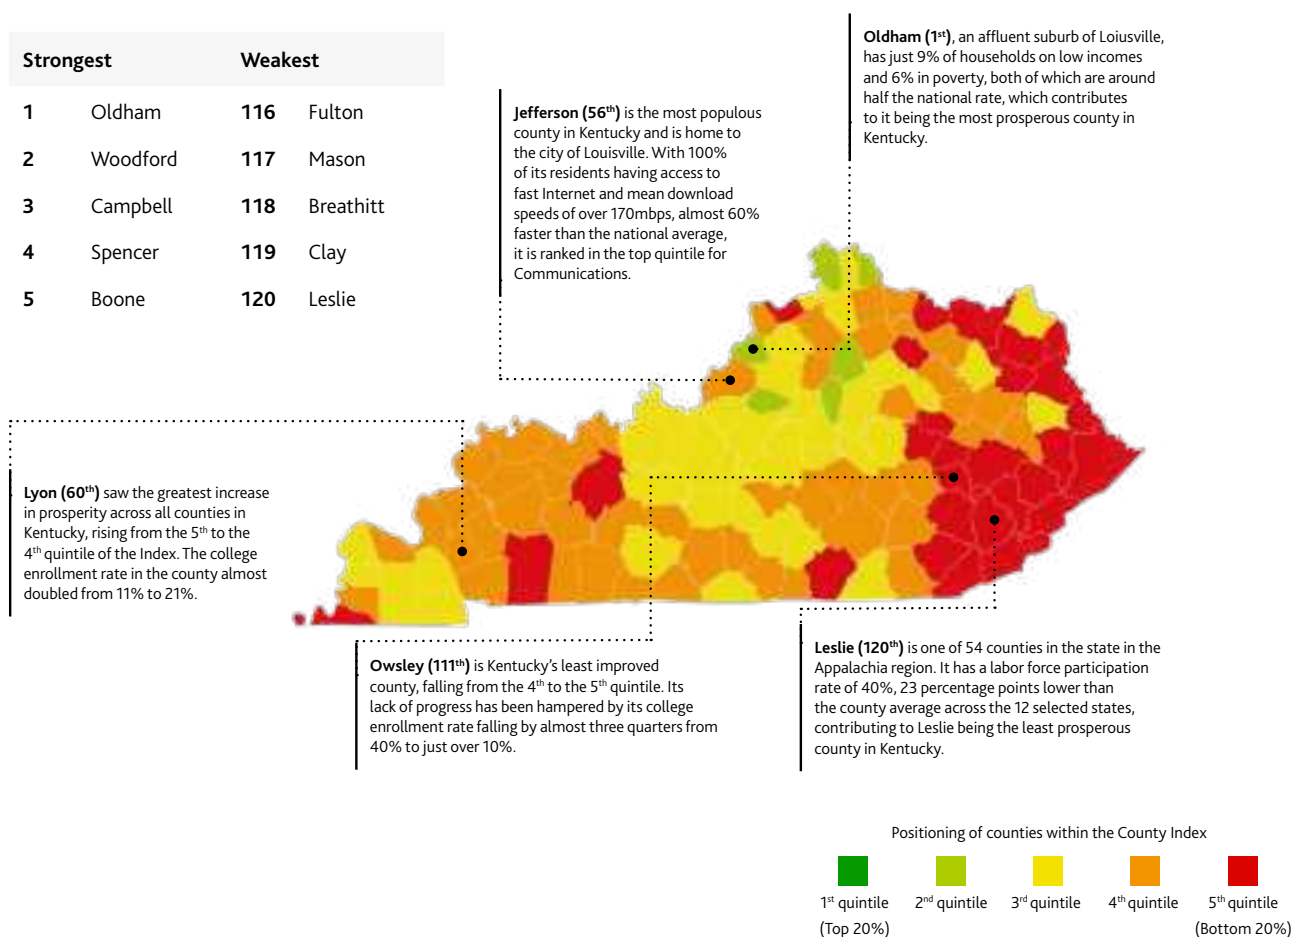 Strongest Weakest
1 Oldham 116 Fulton
2 Woodford 117 Mason
3 Campbell 118 Breathitt
4 Spencer 119 Clay
5 Boone 120 Leslie
Oldham (1st), an affluent suburb of Loiusville,
has just 9% of households on low incomes
and 6% in poverty, both of which are around
half the national rate, which contributes
to it being the most prosperous county in
Kentucky.
Jefferson (56th) is the most populous
county in Kentucky and is home to
the city of Louisville. With 100%
of its residents having access to
fast Internet and mean download
speeds of over 170mbps, almost 60%
faster than the national average,
it is ranked in the top quintile for
Communications.
Lyon (60th) saw the greatest increase
in prosperity across all counties in
Kentucky, rising from the 5th to the
4th quintile of the Index. The college
enrollment rate in the county almost
doubled from 11% to 21%.
Owsley (111th) is Kentucky's least improved
county, falling from the 4th to the 5th quintile. Its
lack of progress has been hampered by its college
enrollment rate falling by almost three quarters from
40% to just over 10%.
Leslie (120th) is one of 54 counties in the state in the
Appalachia region. It has a labor force participation
rate of 40%, 23 percentage points lower than
the county average across the 12 selected states,
contributing to Leslie being the least prosperous
county in Kentucky.
Positioning of counties within the County Index
1st quintile 2nd quintile 3rd quintile 4th quintile 5th quintile
(Top 20%) (Bottom 20%)